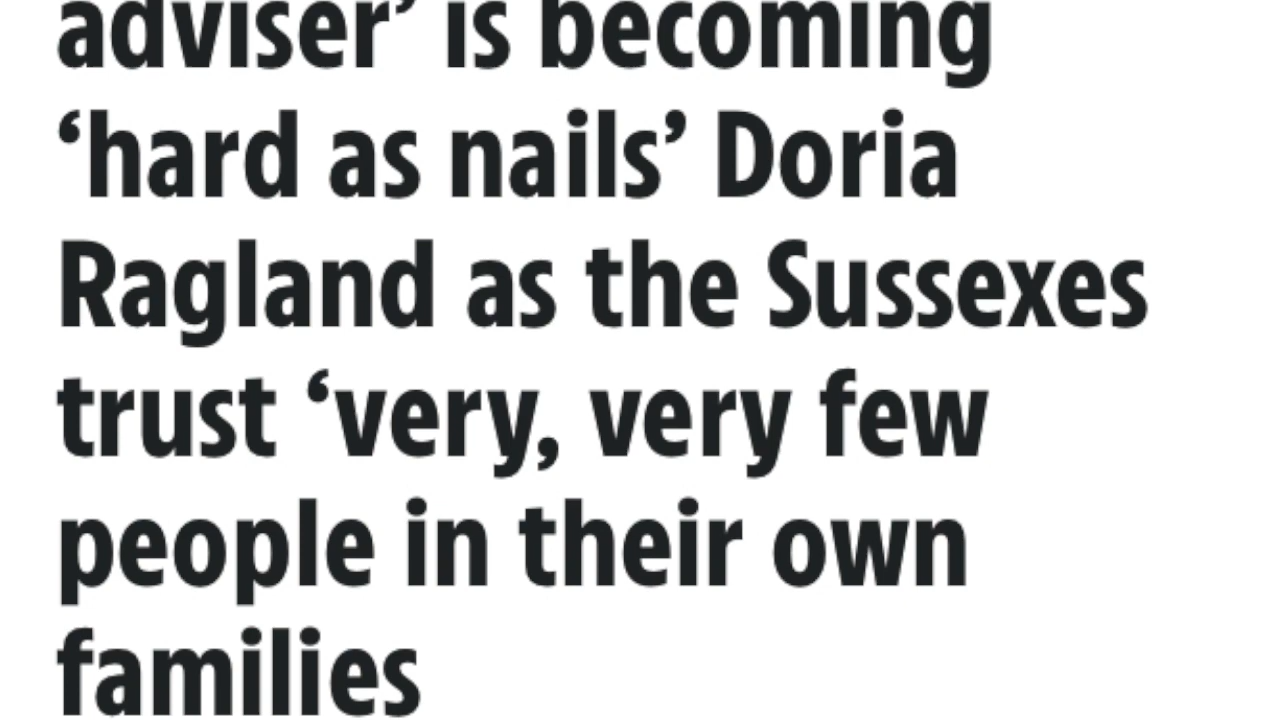 adviser’ is becoming
‘hard as nails’ Doria
Ragland as the Sussexes
trust ‘very, very few
people in their own
families